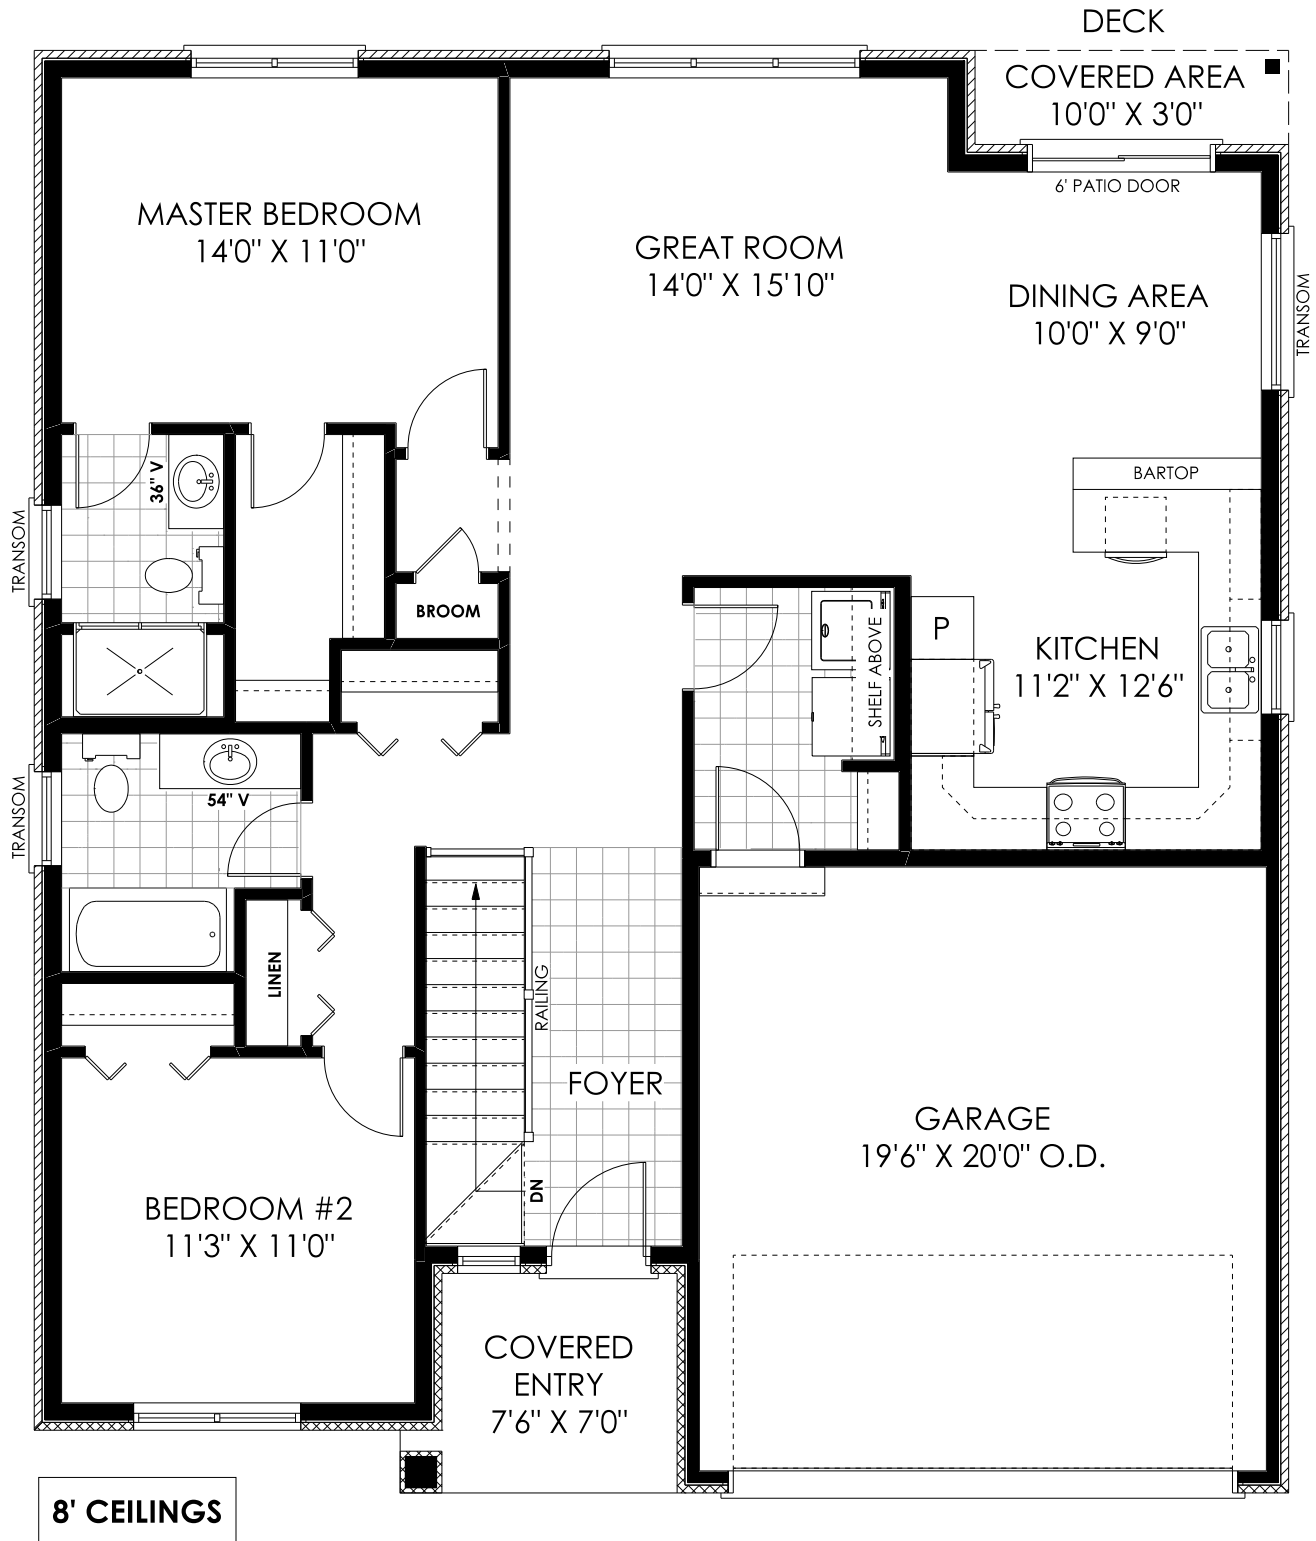 DECK
COVERED AREA
10'0" X 3'0"
6' PATIO DOOR
MASTER BEDROOM
14'0" X 11'0"
GREAT ROOM
14'0" X 15'10"
DINING AREA
10'0" X 9'0"
TRANSOM
BARTOP
36" V
TRANSOM
BROOM
P
SHELF ABOVE
KITCHEN
11'2" X 12'6"
TRANSOM
54" V
LINEN
RAILING
FOYER
GARAGE
19'6" X 20'0" O.D.
DN
BEDROOM #2
11'3" X 11'0"
COVERED
ENTRY
7'6" X 7'0"
8' CEILINGS